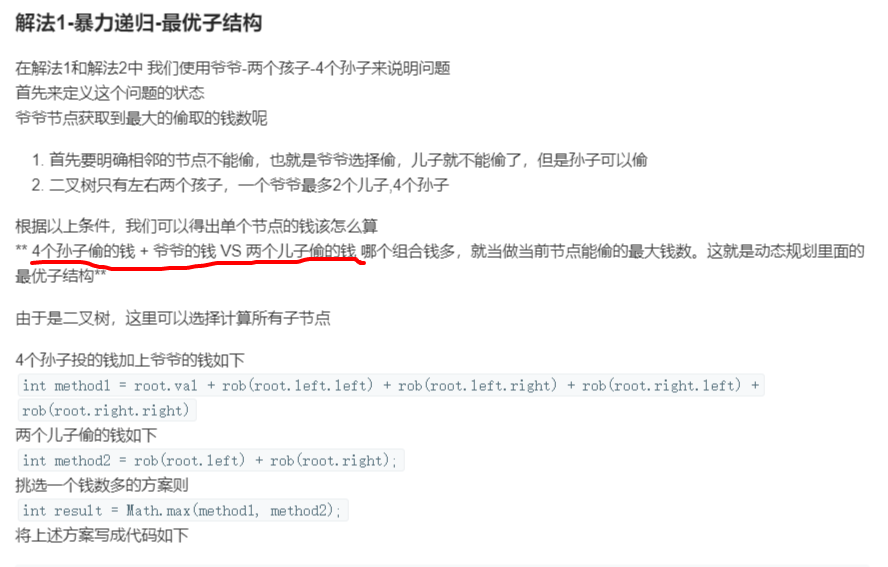 解法1-暴力递归-最优子结构
在解法1和解法2中 我们使用爷爷-两个孩子-4个孙子来说明问题
首先来定义这个问题的状态
爷爷节点获取到最大的偷取的钱数呢
1. 首先要明确相邻的节点不能偷，也就是爷爷选择偷，儿子就不能偷了，但是孙子可以偷
2. 二叉树只有左右两个孩子，一个爷爷最多2个儿子,4个孙子
根据以上条件，我们可以得出单个节点的钱该怎么算
** 4个孙子偷的钱 + 爷爷的钱 VS 两个儿子偷的钱 哪个组合钱多，就当做当前节点能偷的最大钱数。这就是动态规划里面的
最优子结构**
由于是二叉树，这里可以选择计算所有子节点
4个孙子投的钱加上爷爷的钱如下
int method1 = root.val + rob(root.left.left) + rob(root.left.right) + rob(root.right.left) +
rob(root.right.right)
两个儿子偷的钱如下
int method2 = rob(root.left) + rob(root.right);
挑选一个钱数多的方案则
int result = Math.max(method1, method2);
将上述方案写成代码如下